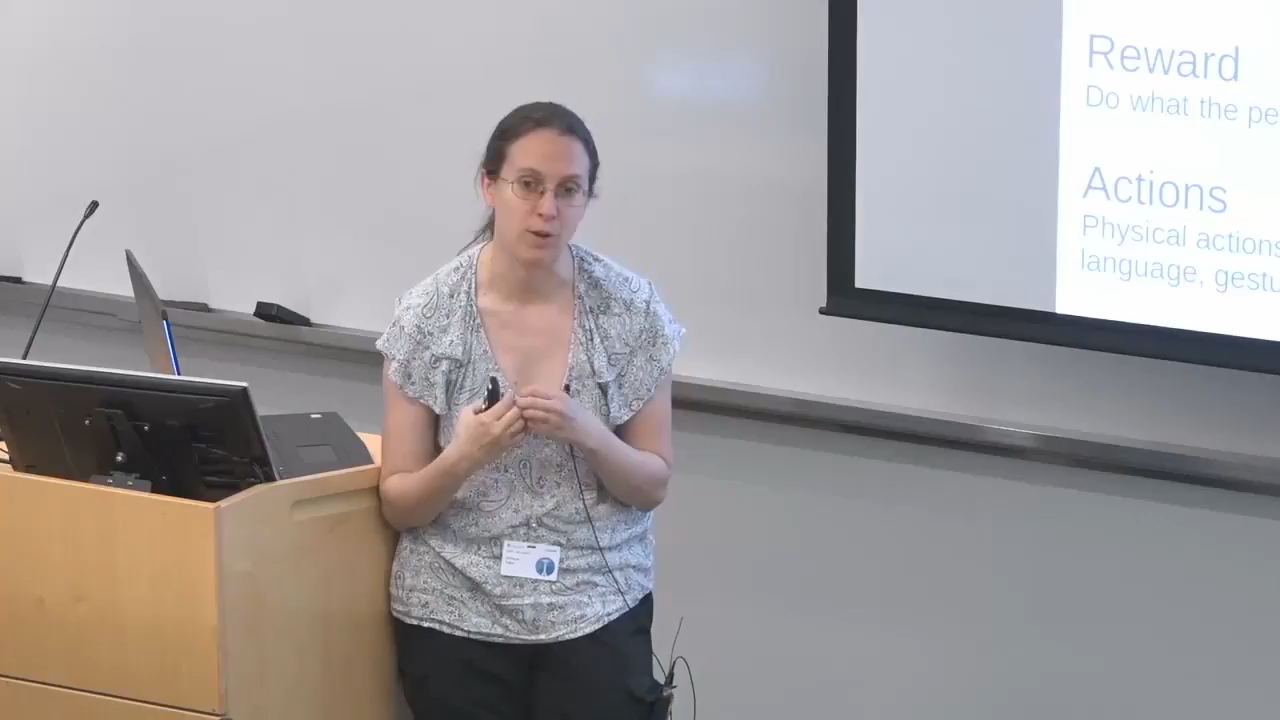 Reward
Do what the pe
Actions
Physical actions
language, gestu